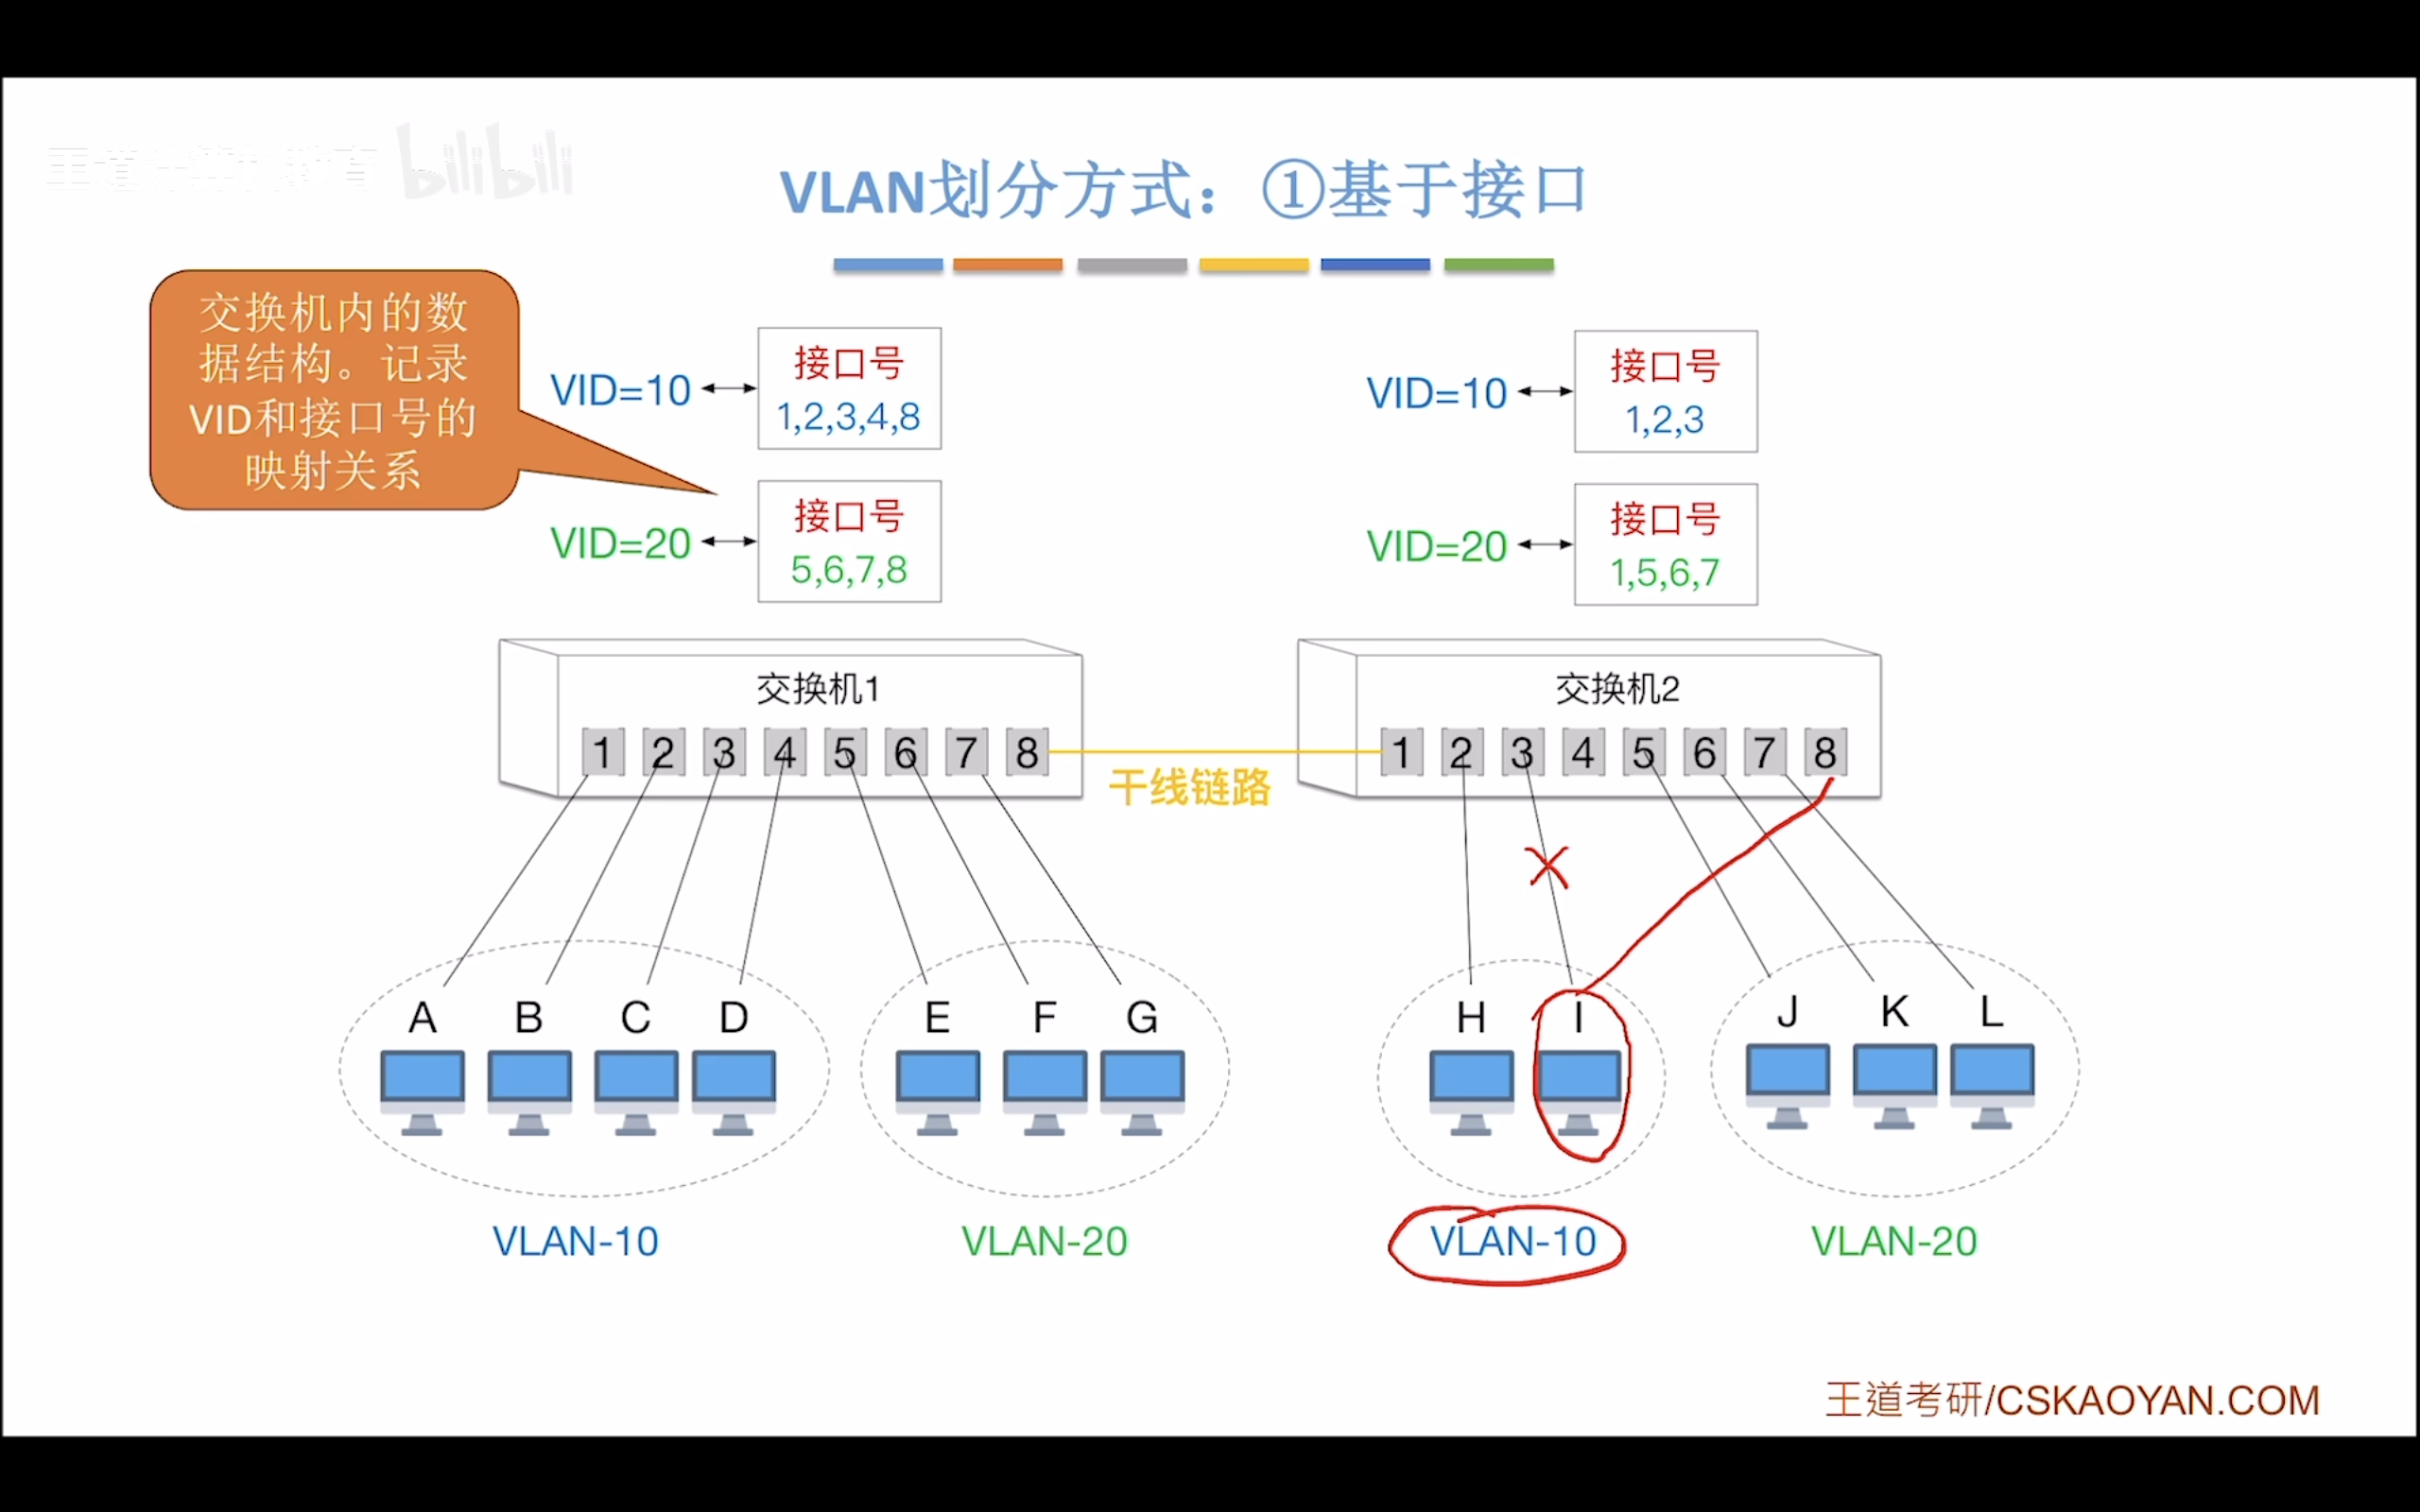 bilibili
VLAN划分方式：①基于接口
交换机内的数
据结构。记录
VID和接口号的
映射关系
VID=10
接口号
1,2,3,4,8
VID=20
接口号
5,6,7,8
VID=10
接口号
1,2,3
VID=20
接口号
1,5,6,7
交换机1
1 2 3 4 5 6 7 8
干线链路
交换机2
1 2 3 4 5 6 7 8
A B C D
E F G
H I
J K L
VLAN-10
VLAN-20
VLAN-10
VLAN-20
王道考研/CSKAOYAN.COM